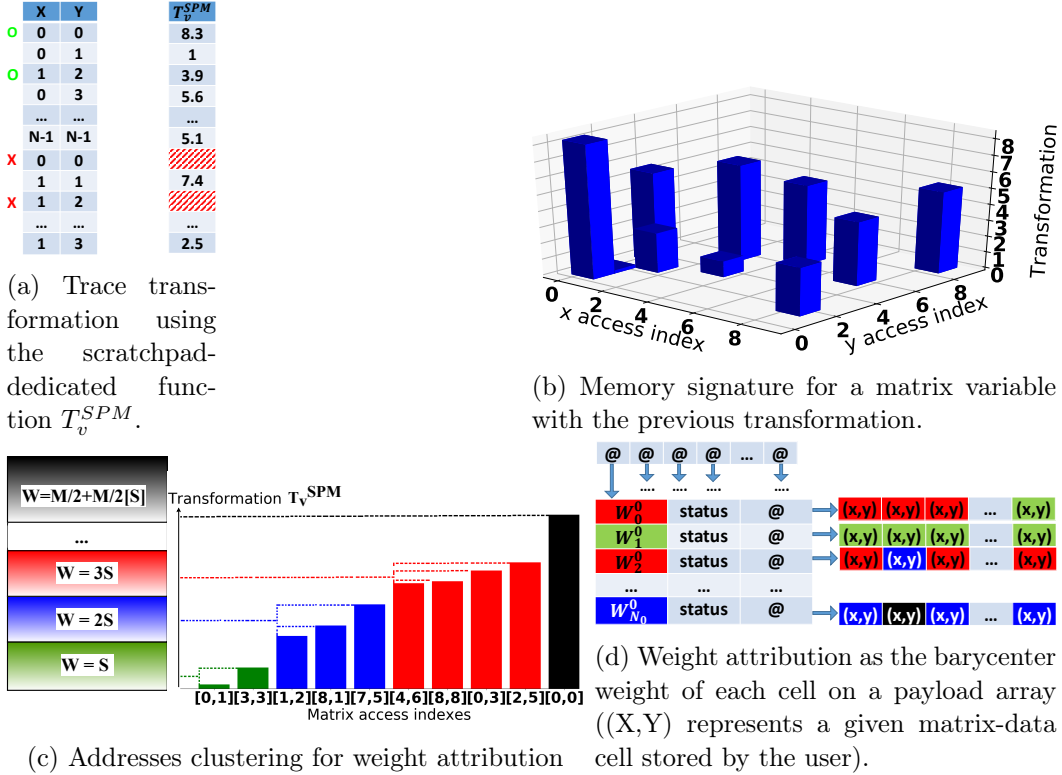 X Y T_v^{SPM}
O 0 0 8.3
0 1 1
O 1 2 3.9
0 3 5.6
... ... ...
N-1 N-1 5.1
X 0 0
1 1 7.4
X 1 2
... ... ...
1 3 2.5
(a) Trace trans-
formation using
the scratchpad-
dedicated func-
tion T_v^{SPM}.
8
7
6
5
4
3
2
1
0
Transformation
0 2 4 6 8
x access index
0 2 4 6 8
y access index
(b) Memory signature for a matrix variable
with the previous transformation.
W=M/2+M/2[S]
...
W = 3S
W = 2S
W = S
Transformation T_v^{SPM}
[0,1][3,3][1,2][8,1][7,5][4,6][8,8][0,3][2,5][0,0]
Matrix access indexes
(c) Addresses clustering for weight attribution
@ @ @ @ ... @
.... .... .... ....
W_0^0 status @ (x,y) (x,y) (x,y) ... (x,y)
W_1^0 status @ (x,y) (x,y) (x,y) ... (x,y)
W_2^0 status @ (x,y) (x,y) (x,y) ... (x,y)
... ... ...
W_{N_0}^0 status @ (x,y) (x,y) (x,y) ... (x,y)
(d) Weight attribution as the barycenter
weight of each cell on a payload array
((X,Y) represents a given matrix-data
cell stored by the user).